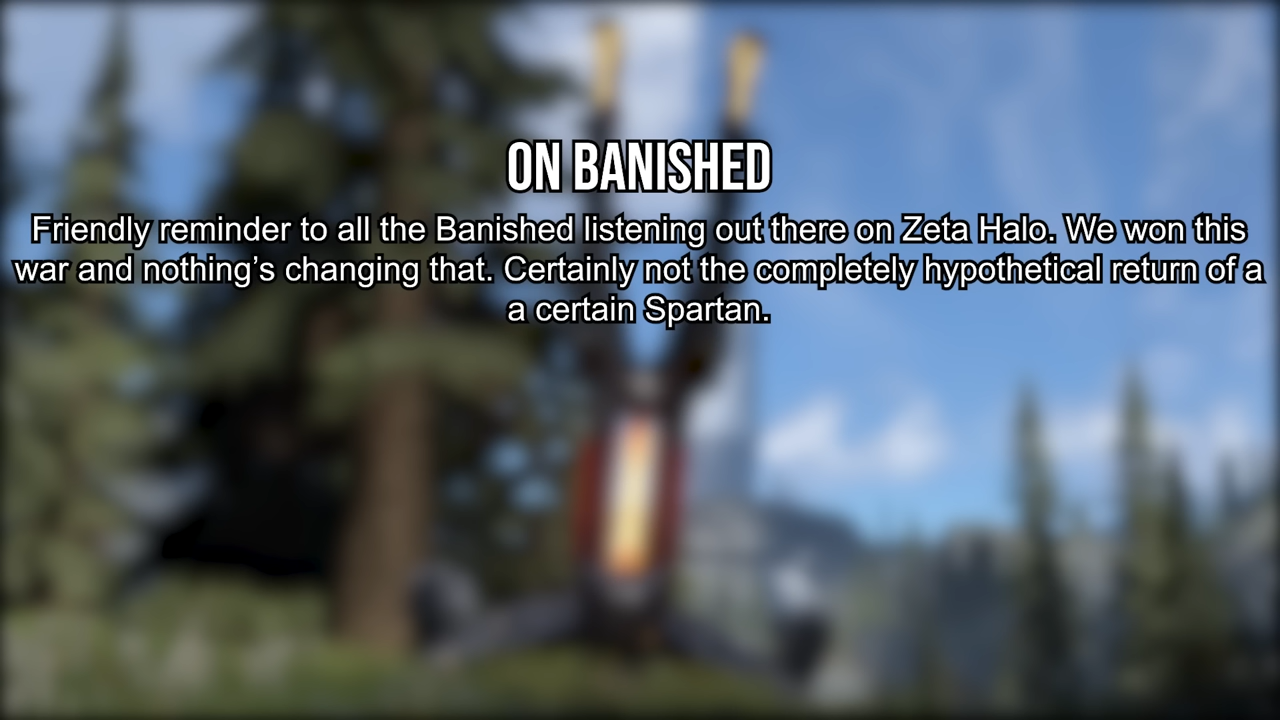 ON BANISHED
Friendly reminder to all the Banished listening out there on Zeta Halo. We won this
war and nothing’s changing that. Certainly not the completely hypothetical return of a
a certain Spartan.